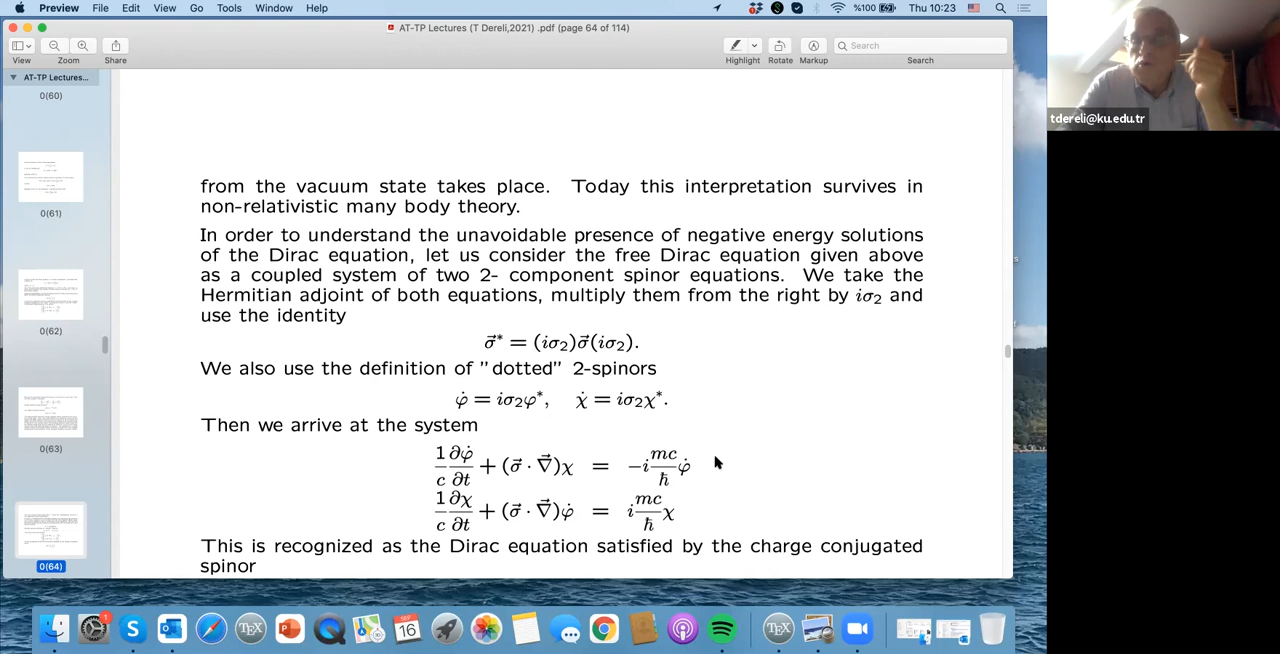 Preview File Edit View Go Tools Window Help %100 Thu 10:23
AT-TP Lectures (T Dereli,2021) .pdf (page 64 of 114)
View Zoom Share Highlight Rotate Markup Search
Search
AT-TP Lectures...
0(60)
0(61)
0(62)
0(63)
0(64)
from the vacuum state takes place. Today this interpretation survives in
non-relativistic many body theory.
In order to understand the unavoidable presence of negative energy solutions
of the Dirac equation, let us consider the free Dirac equation given above
as a coupled system of two 2- component spinor equations. We take the
Hermitian adjoint of both equations, multiply them from the right by iσ₂ and
use the identity
σ⃗* = (iσ₂)σ⃗(iσ₂).
We also use the definition of ”dotted” 2-spinors
φ̇ = iσ₂φ*, χ̇ = iσ₂χ*.
Then we arrive at the system
1/c ∂φ̇/∂t + (σ⃗ · ∇⃗)χ = −i mc/ħ φ̇
1/c ∂χ/∂t + (σ⃗ · ∇⃗)φ̇ = i mc/ħ χ
This is recognized as the Dirac equation satisfied by the charge conjugated
spinor
tdereli@ku.edu.tr
SEP
16
TEX
TEX
1